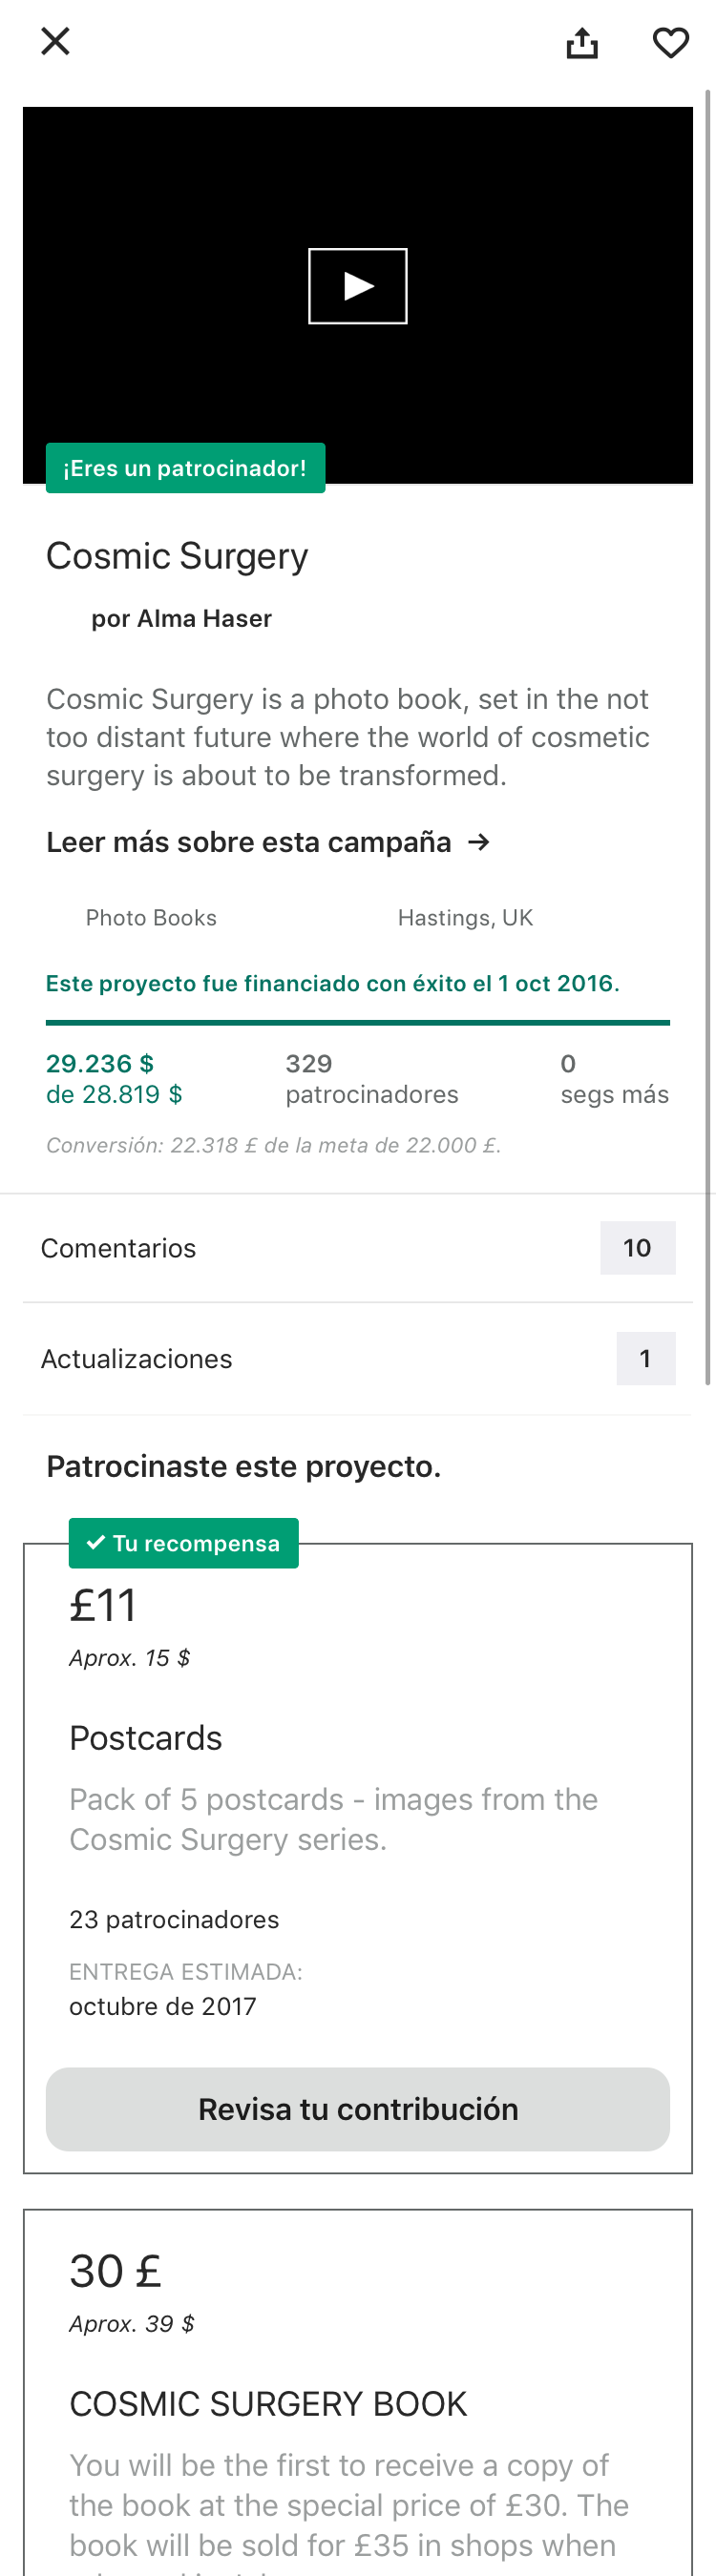 ¡Eres un patrocinador!
Cosmic Surgery
por Alma Haser
Cosmic Surgery is a photo book, set in the not
too distant future where the world of cosmetic
surgery is about to be transformed.
Leer más sobre esta campaña →
Photo Books Hastings, UK
Este proyecto fue financiado con éxito el 1 oct 2016.
29.236 $ 329 0
de 28.819 $ patrocinadores segs más
Conversión: 22.318 £ de la meta de 22.000 £.
Comentarios 10
Actualizaciones 1
Patrocinaste este proyecto.
✓ Tu recompensa
£11
Aprox. 15 $
Postcards
Pack of 5 postcards - images from the
Cosmic Surgery series.
23 patrocinadores
ENTREGA ESTIMADA:
octubre de 2017
Revisa tu contribución
30 £
Aprox. 39 $
COSMIC SURGERY BOOK
You will be the first to receive a copy of
the book at the special price of £30. The
book will be sold for £35 in shops when